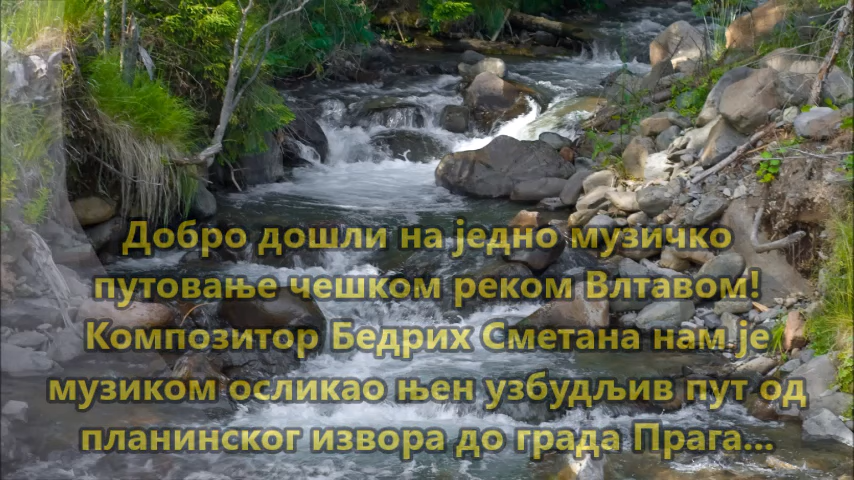 Добро дошли на једно музичко
путовање чешком реком Влтавом!
Композитор Бедрих Сметана нам је
музиком осликао њен узбудљив пут од
планинског извора до града Прага...